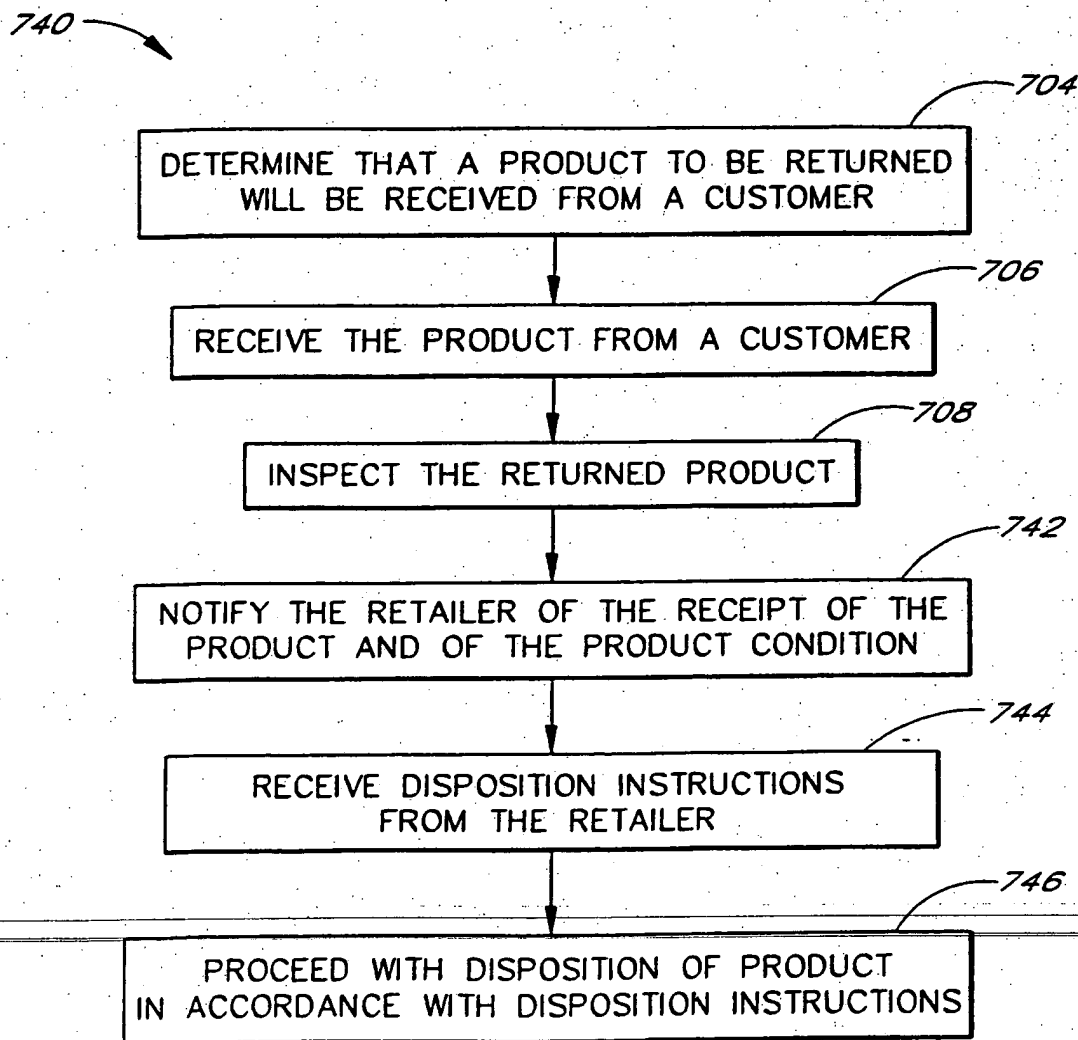 740
704
DETERMINE THAT A PRODUCT TO BE RETURNED
WILL BE RECEIVED FROM A CUSTOMER
706
RECEIVE THE PRODUCT FROM A CUSTOMER
708
INSPECT THE RETURNED PRODUCT
742
NOTIFY THE RETAILER OF THE RECEIPT OF THE
PRODUCT AND OF THE PRODUCT CONDITION
744
RECEIVE DISPOSITION INSTRUCTIONS
FROM THE RETAILER
746
PROCEED WITH DISPOSITION OF PRODUCT
IN ACCORDANCE WITH DISPOSITION INSTRUCTIONS